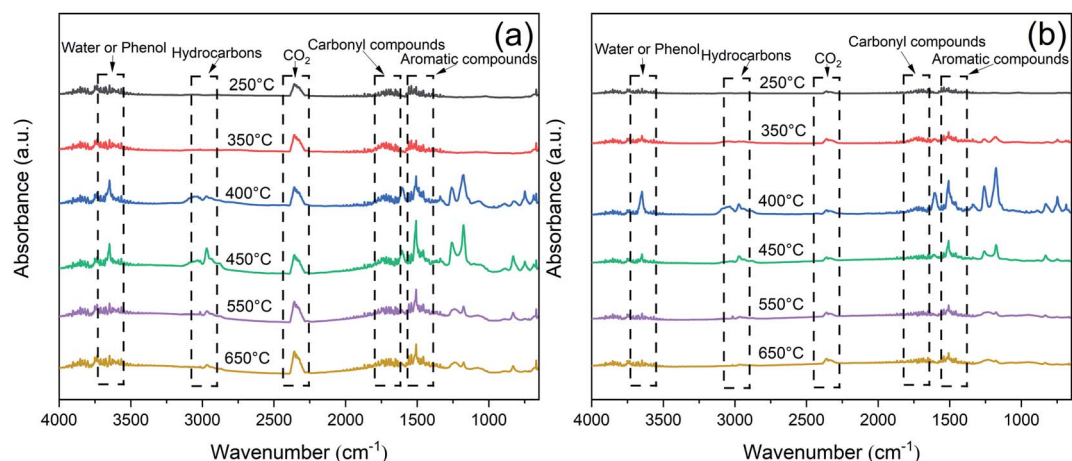 (a)
Water or Phenol
Hydrocarbons
CO₂
Carbonyl compounds
Aromatic compounds
250°C
350°C
400°C
450°C
550°C
650°C
Absorbance (a.u.)
4000 3500 3000 2500 2000 1500 1000
Wavenumber (cm⁻¹)
(b)
Water or Phenol
Hydrocarbons
CO₂
Carbonyl compounds
Aromatic compounds
250°C
350°C
400°C
450°C
550°C
650°C
Absorbance (a.u.)
4000 3500 3000 2500 2000 1500 1000
Wavenumber (cm⁻¹)